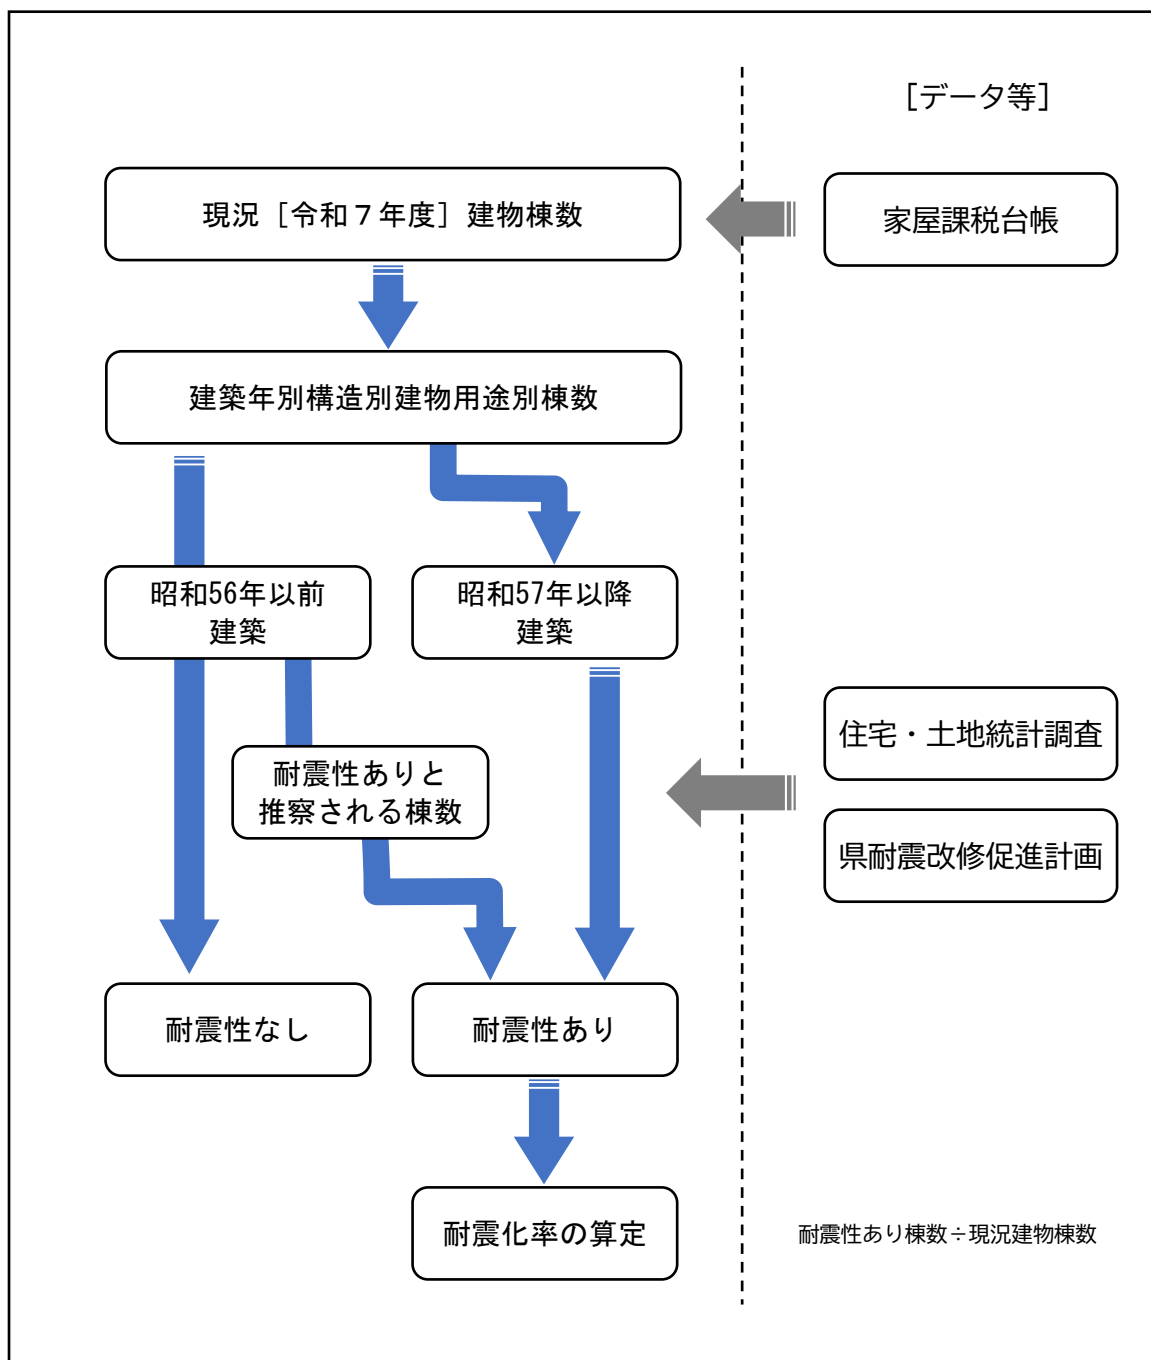 ［データ等］
現況［令和７年度］建物棟数
家屋課税台帳
建築年別構造別建物用途別棟数
昭和56年以前
建築
昭和57年以降
建築
住宅・土地統計調査
耐震性ありと
推察される棟数
県耐震改修促進計画
耐震性なし
耐震性あり
耐震化率の算定
耐震性あり棟数÷現況建物棟数